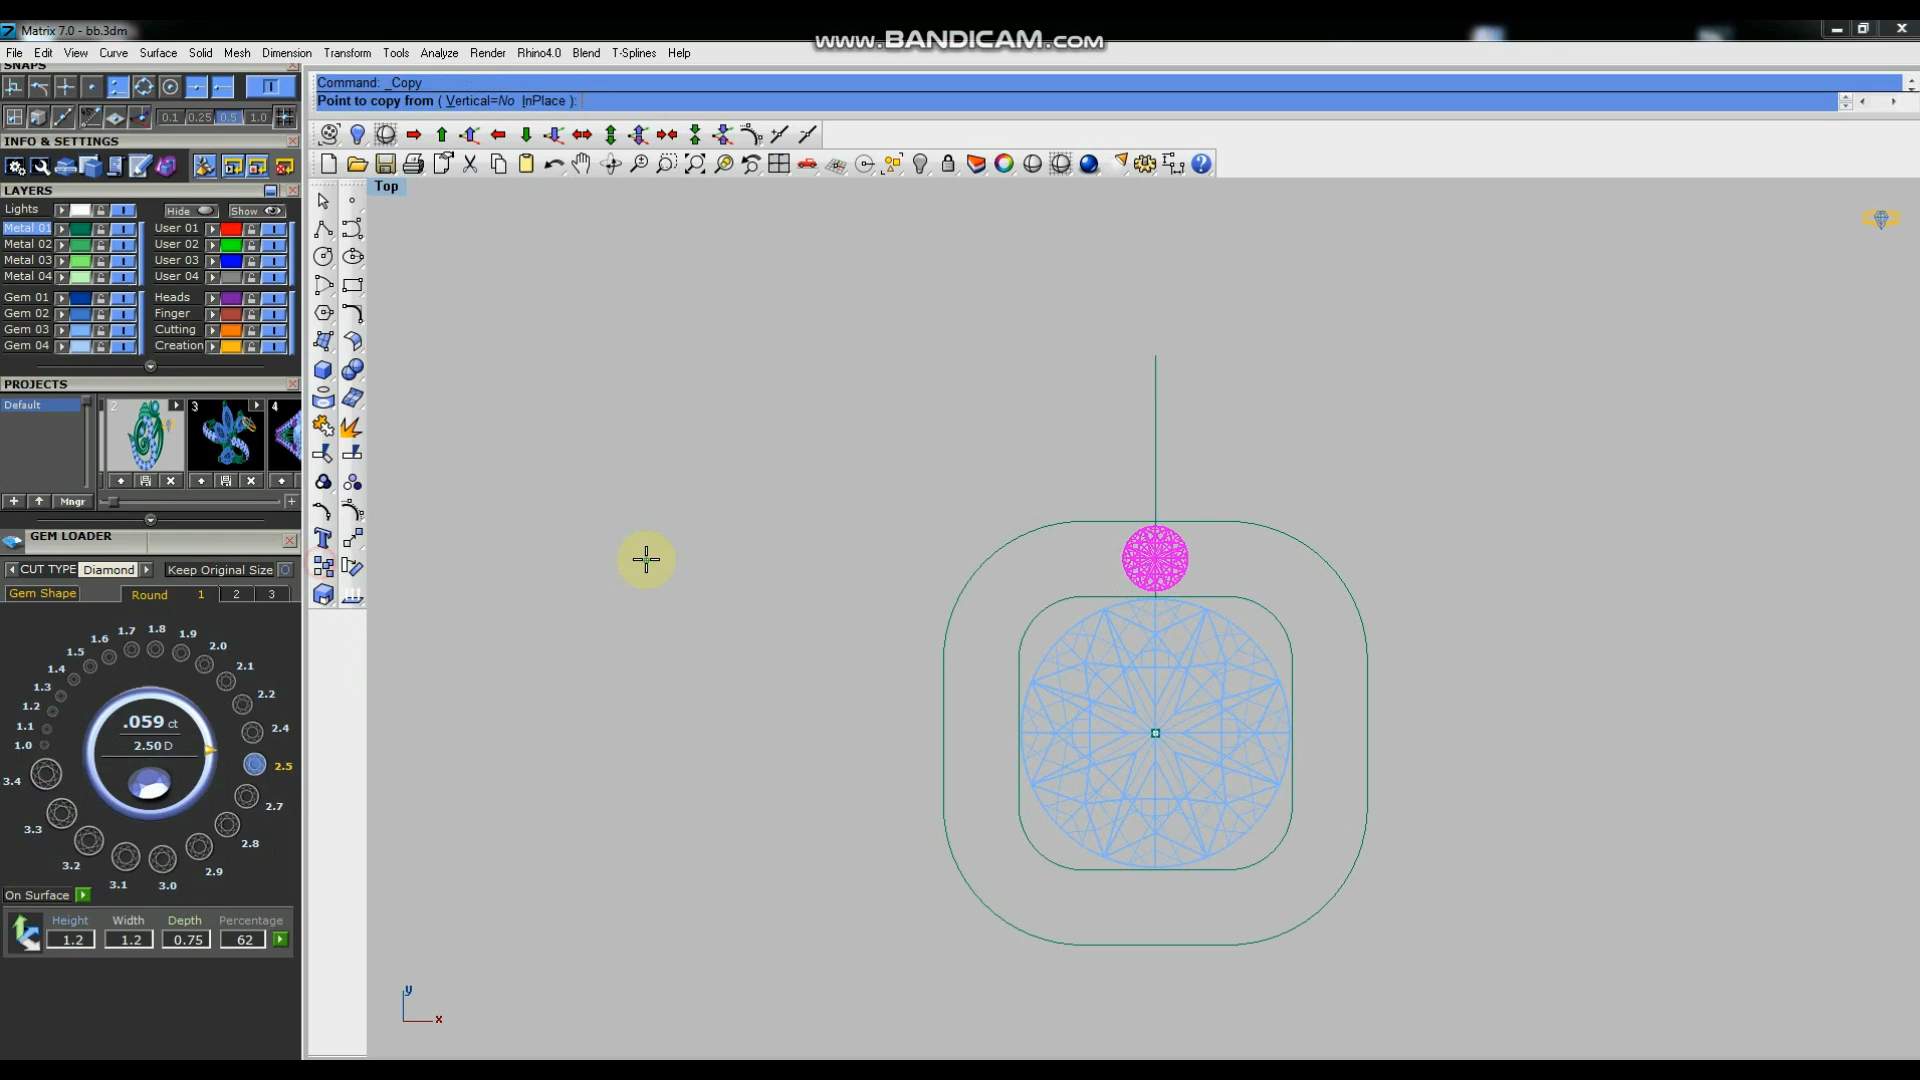 Matrix 7.0 - bb.3dm
www.BANDICAM.com
File Edit View Curve Surface Solid Mesh Dimension Transform Tools Analyze Render Rhino4.0 Blend T-Splines Help
SNAPS
0.1 0.25 0.5 1.0
Command: _Copy
Point to copy from ( Vertical=No InPlace ):
INFO & SETTINGS
LAYERS
Lights Hide Show
Metal 01 User 01
Metal 02 User 02
Metal 03 User 03
Metal 04 User 04
Gem 01 Heads
Gem 02 Finger
Gem 03 Cutting
Gem 04 Creation
PROJECTS
Default
2 3 4
Mngr
GEM LOADER
CUT TYPE Diamond Keep Original Size
Gem Shape Round 1 2 3
1.0
1.1
1.2
1.3
1.4
1.5
1.6
1.7
1.8
1.9
2.0
2.1
2.2
2.4
2.5
2.7
2.8
2.9
3.0
3.1
3.2
3.3
3.4
.059 ct
2.50 D
On Surface
Height Width Depth Percentage
1.2 1.2 0.75 62
Top
y
x